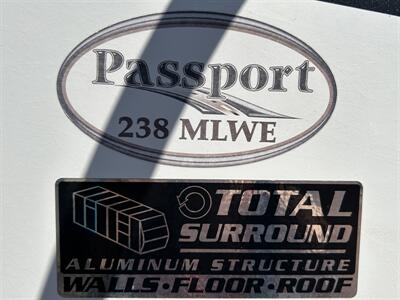 Passport
238 MLWE
TOTAL
SURROUND
ALUMINUM STRUCTURE
WALLS • FLOOR • ROOF